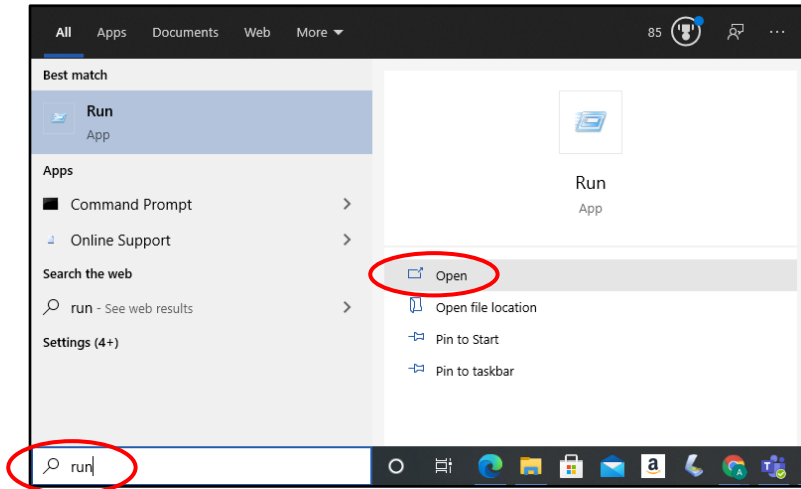 All Apps Documents Web More 85
Best match
Run
App
Apps
Command Prompt
Online Support
Search the web
run - See web results
Settings (4+)
Run
App
Open
Open file location
Pin to Start
Pin to taskbar
run